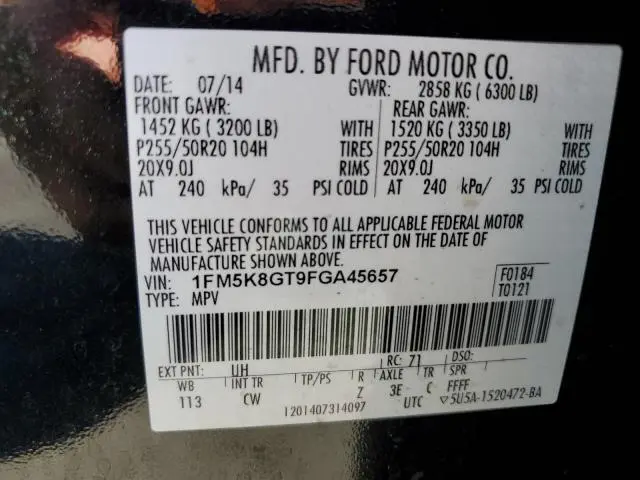 MFD. BY FORD MOTOR CO.
DATE: 07/14 GVWR: 2858 KG ( 6300 LB)
FRONT GAWR: REAR GAWR:
1452 KG ( 3200 LB) WITH 1520 KG ( 3350 LB) WITH
P255/50R20 104H TIRES P255/50R20 104H TIRES
20X9.0J RIMS 20X9.0J RIMS
AT 240 kPa/ 35 PSI COLD AT 240 kPa/ 35 PSI COLD
THIS VEHICLE CONFORMS TO ALL APPLICABLE FEDERAL MOTOR
VEHICLE SAFETY STANDARDS IN EFFECT ON THE DATE OF
MANUFACTURE SHOWN ABOVE.
VIN: 1FM5K8GT9FGA45657 F0184
TYPE: MPV T0121
EXT PNT: UH RC: 71 DSO:
WB INT TR TP/PS R AXLE TR SPR
113 CW Z 3E C FFFF
1201407314097 UTC ▽5U5A-1520472-BA